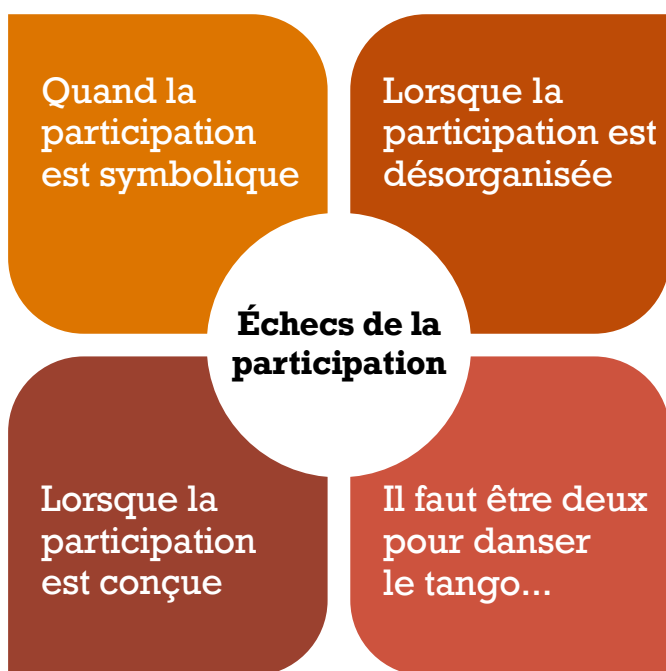 Quand la
participation
est symbolique
Lorsque la
participation est
désorganisée
Échecs de la
participation
Lorsque la
participation
est conçue
Il faut être deux
pour danser
le tango...